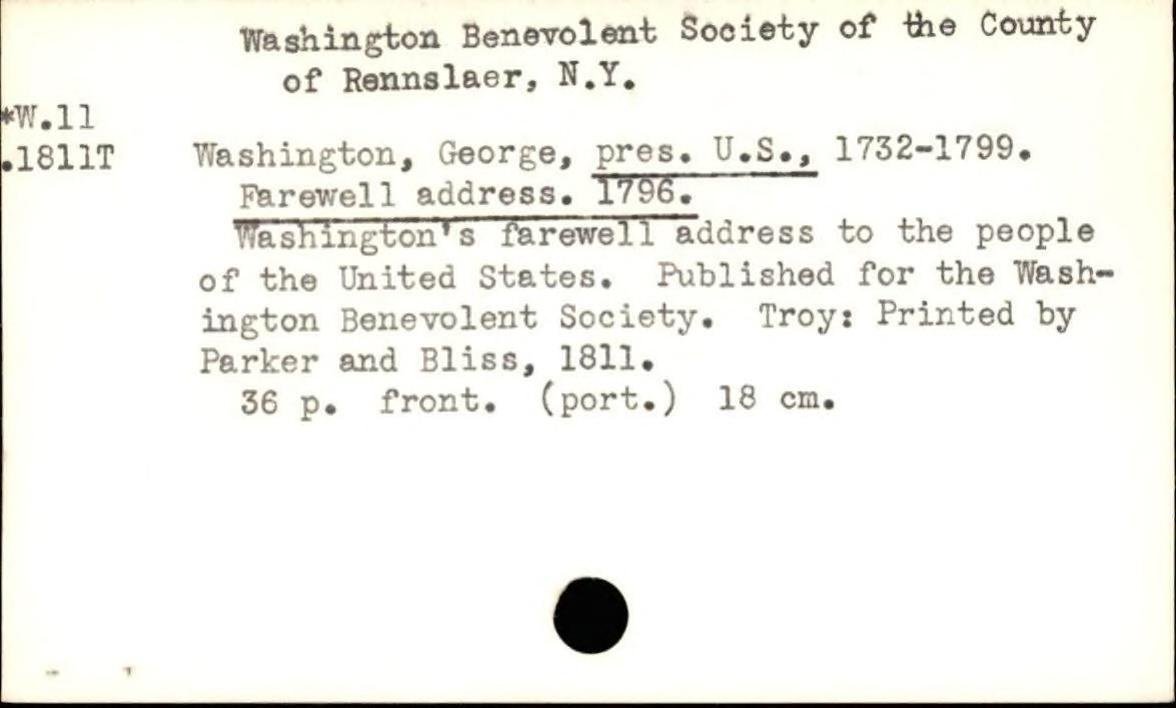 Washington Benevolent Society of the County
of Rennslaer, N.Y.
*W.11
.1811T
Washington, George, pres. U.S., 1732-1799.
Farewell address. 1796.
Washington's farewell address to the people
of the United States. Published for the Wash-
ington Benevolent Society. Troy: Printed by
Parker and Bliss, 1811.
36 p. front. (port.) 18 cm.